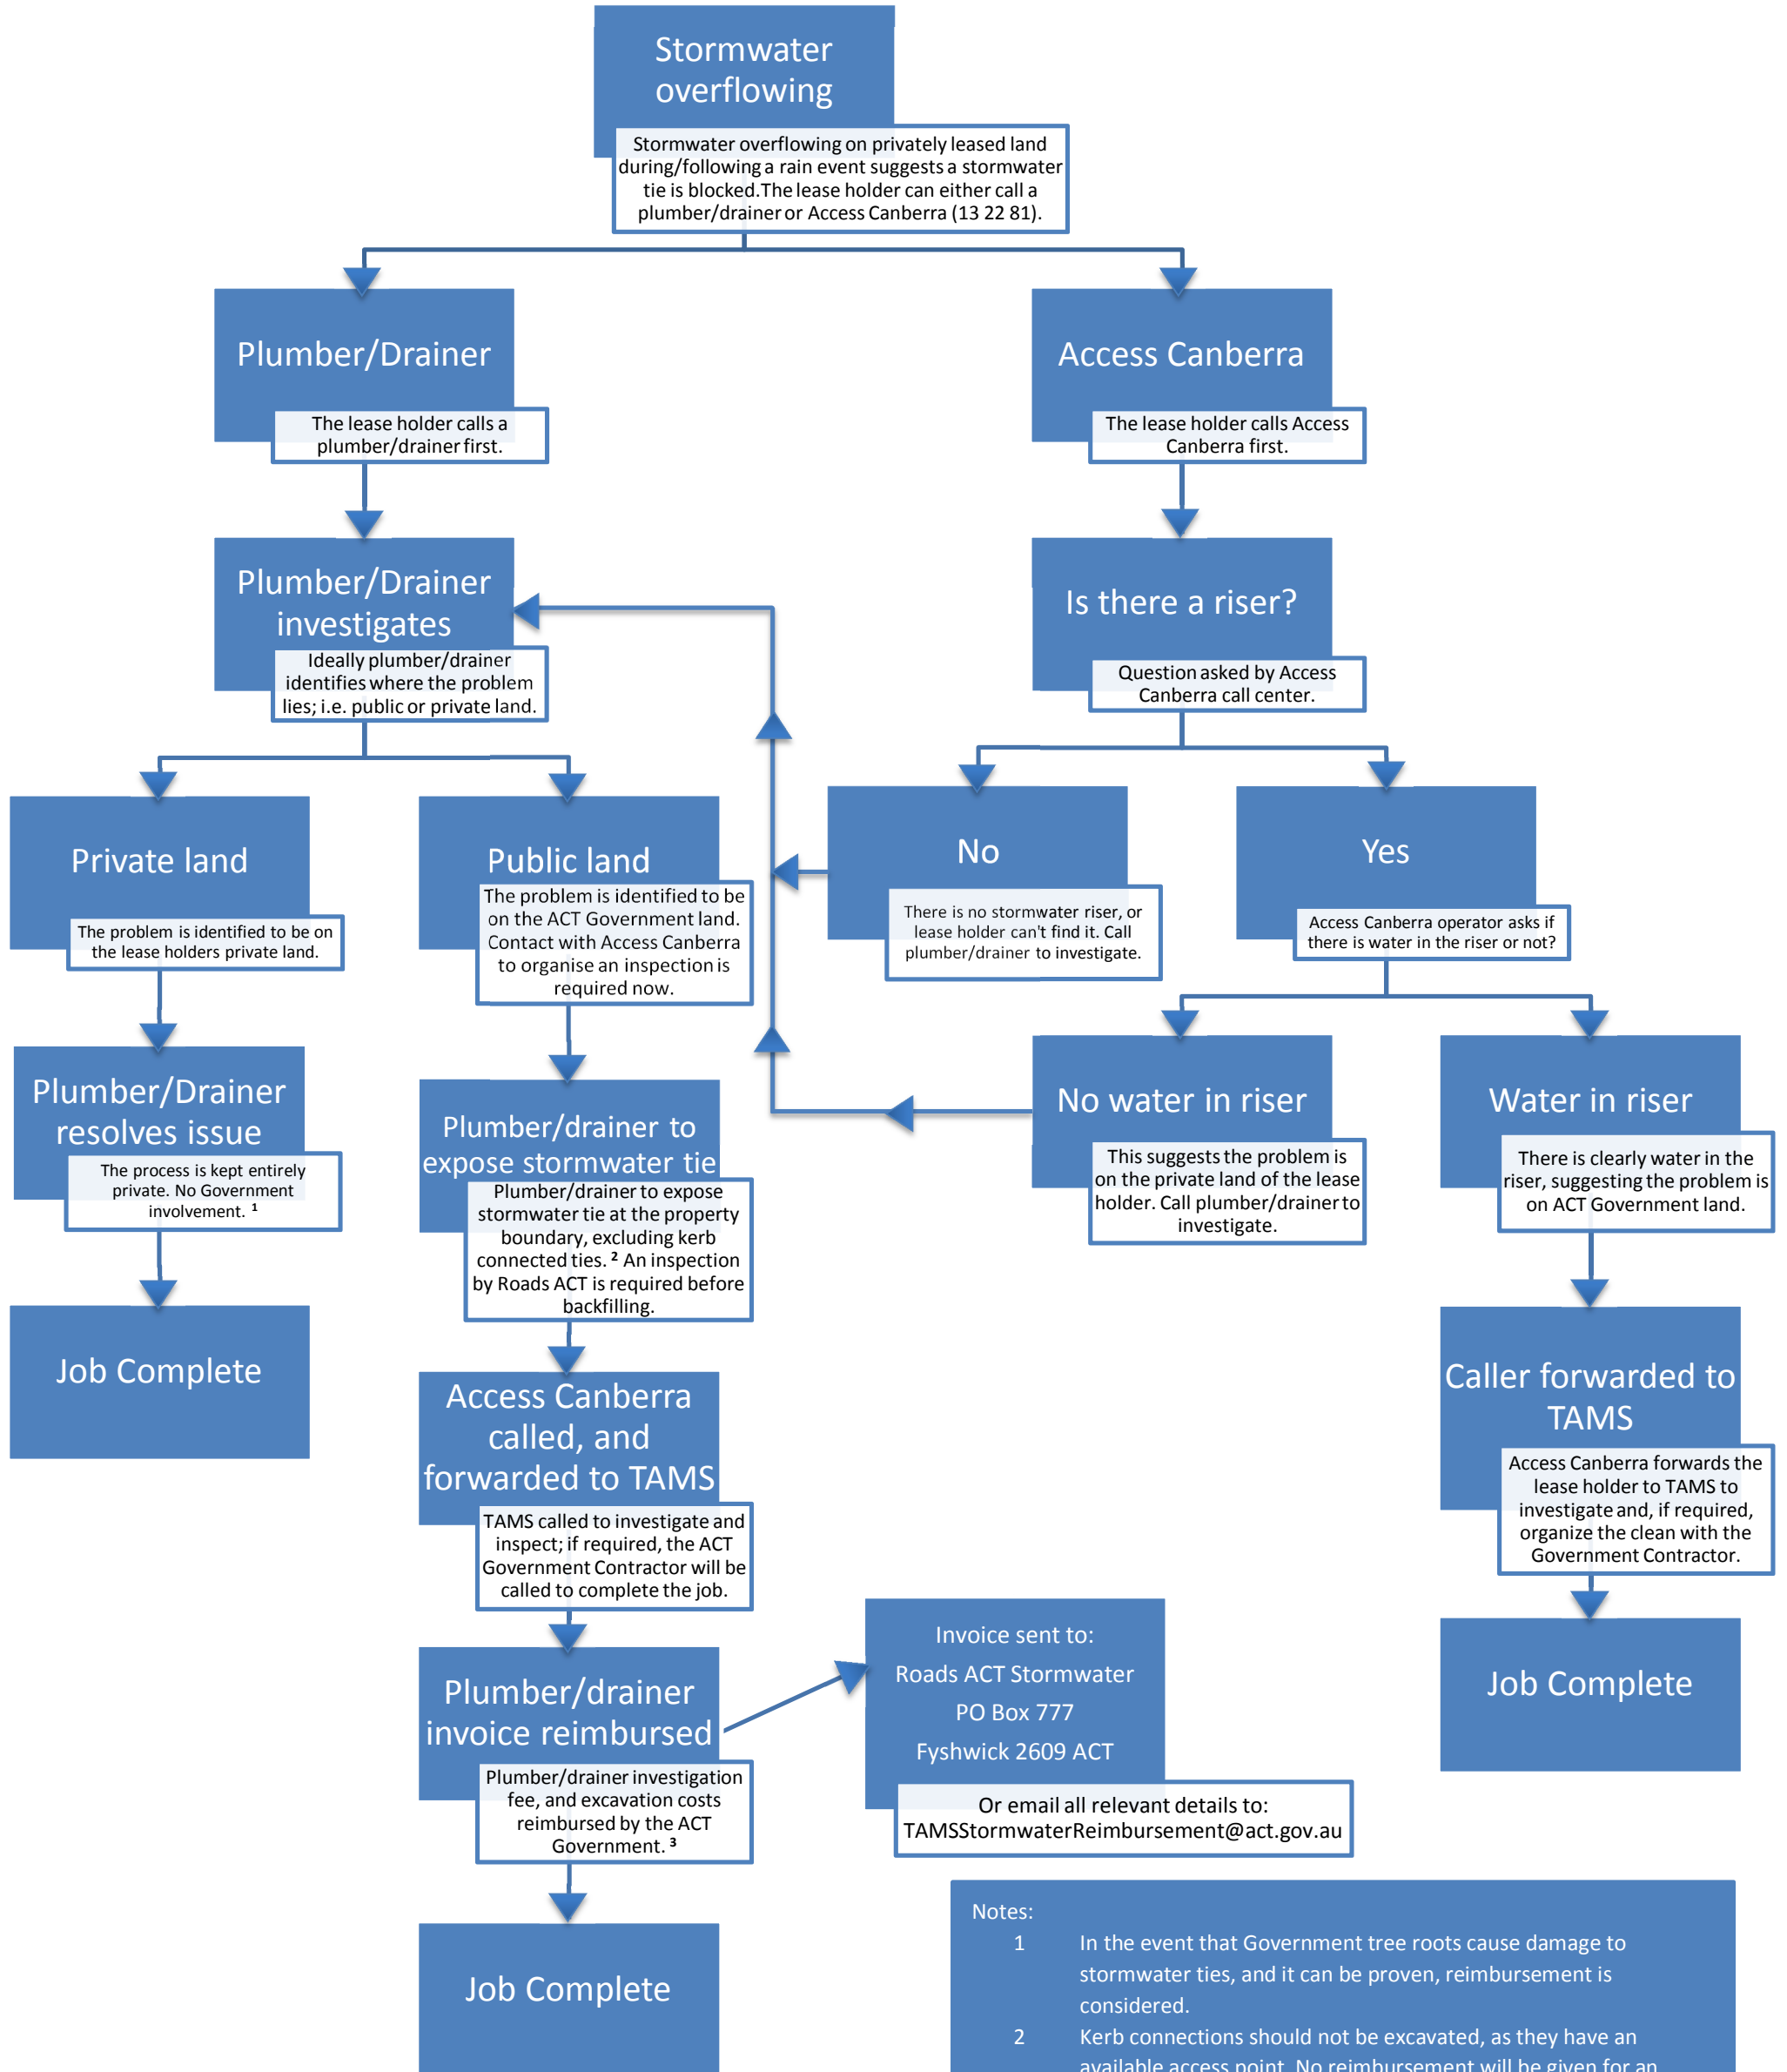 Stormwater
overflowing
Stormwater overflowing on privately leased land
during/following a rain event suggests a stormwater
tie is blocked.The lease holder can either call a
plumber/drainer or Access Canberra (13 22 81).
Plumber/Drainer
The lease holder calls a
plumber/drainer first.
Access Canberra
The lease holder calls Access
Canberra first.
Plumber/Drainer
investigates
Ideally plumber/drainer
identifies where the problem
lies; i.e. public or private land.
Is there a riser?
Question asked by Access
Canberra call center.
Private land
The problem is identified to be on
the lease holders private land.
Public land
The problem is identified to be
on the ACT Government land.
Contact with Access Canberra
to organise an inspection is
required now.
No
There is no stormwater riser, or
lease holder can't find it. Call
plumber/drainer to investigate.
Yes
Access Canberra operator asks if
there is water in the riser or not?
Plumber/Drainer
resolves issue
The process is kept entirely
private. No Government
involvement. 1
Plumber/drainer to
expose stormwater tie
Plumber/drainer to expose
stormwater tie at the property
boundary, excluding kerb
connected ties. 2 An inspection
by Roads ACT is required before
backfilling.
No water in riser
This suggests the problem is
on the private land of the lease
holder. Call plumber/drainer to
investigate.
Water in riser
There is clearly water in the
riser, suggesting the problem is
on ACT Government land.
Job Complete
Access Canberra
called, and
forwarded to TAMS
TAMS called to investigate and
inspect; if required, the ACT
Government Contractor will be
called to complete the job.
Caller forwarded to
TAMS
Access Canberra forwards the
lease holder to TAMS to
investigate and, if required,
organize the clean with the
Government Contractor.
Plumber/drainer
invoice reimbursed
Plumber/drainer investigation
fee, and excavation costs
reimbursed by the ACT
Government. 3
Invoice sent to:
Roads ACT Stormwater
PO Box 777
Fyshwick 2609 ACT
Or email all relevant details to:
TAMSStormwaterReimbursement@act.gov.au
Job Complete
Job Complete
Notes:
1 In the event that Government tree roots cause damage to
stormwater ties, and it can be proven, reimbursement is
considered.
2 Kerb connections should not be excavated, as they have an
available access point. No reimbursement will be given for an